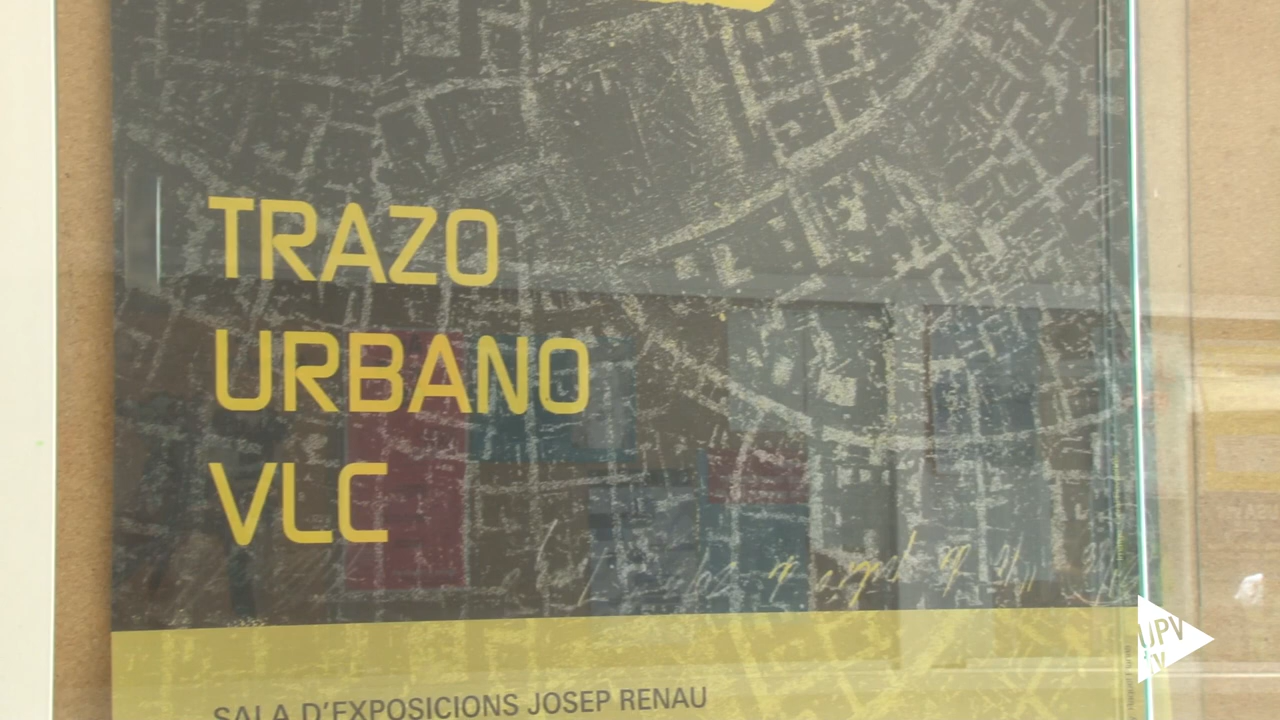 TRAZO
URBANO
VLC
SALA D'EXPOSICIONS JOSEP RENAU
UPV
TV